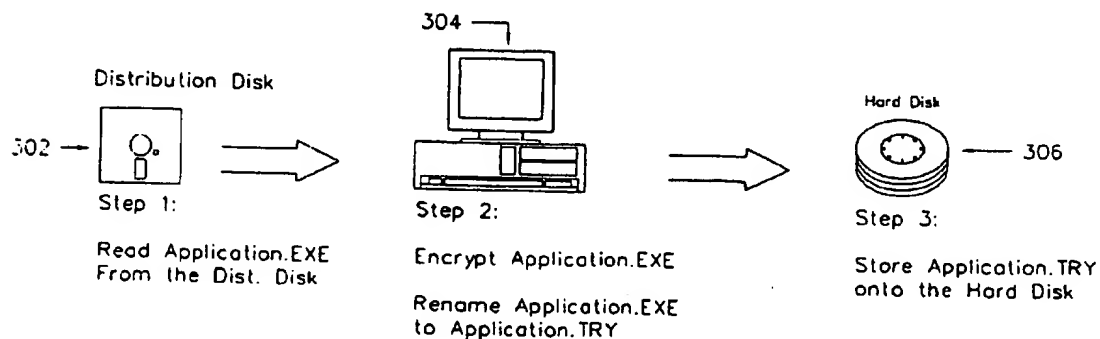 304
Distribution Disk
302
Hard Disk
306
Step 1:
Read Application.EXE
From the Dist. Disk
Step 2:
Encrypt Application.EXE
Rename Application.EXE
to Application.TRY
Step 3:
Store Application.TRY
onto the Hard Disk